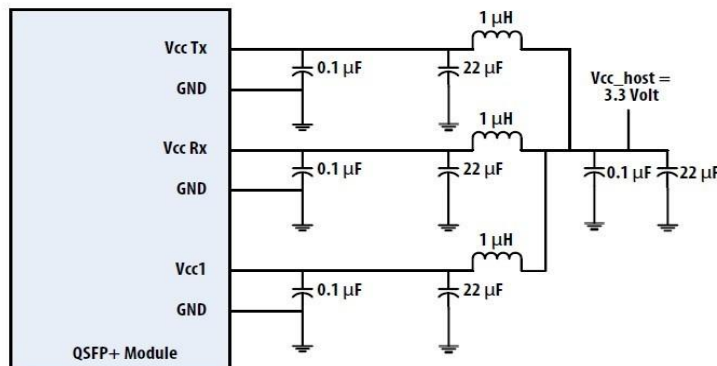 1 µH
Vcc Tx
0.1 µF
22 µF
GND
Vcc_host =
3.3 Volt
1 µH
Vcc Rx
0.1 µF
22 µF
0.1 µF
22 µF
GND
1 µH
Vcc1
0.1 µF
22 µF
GND
QSFP+ Module